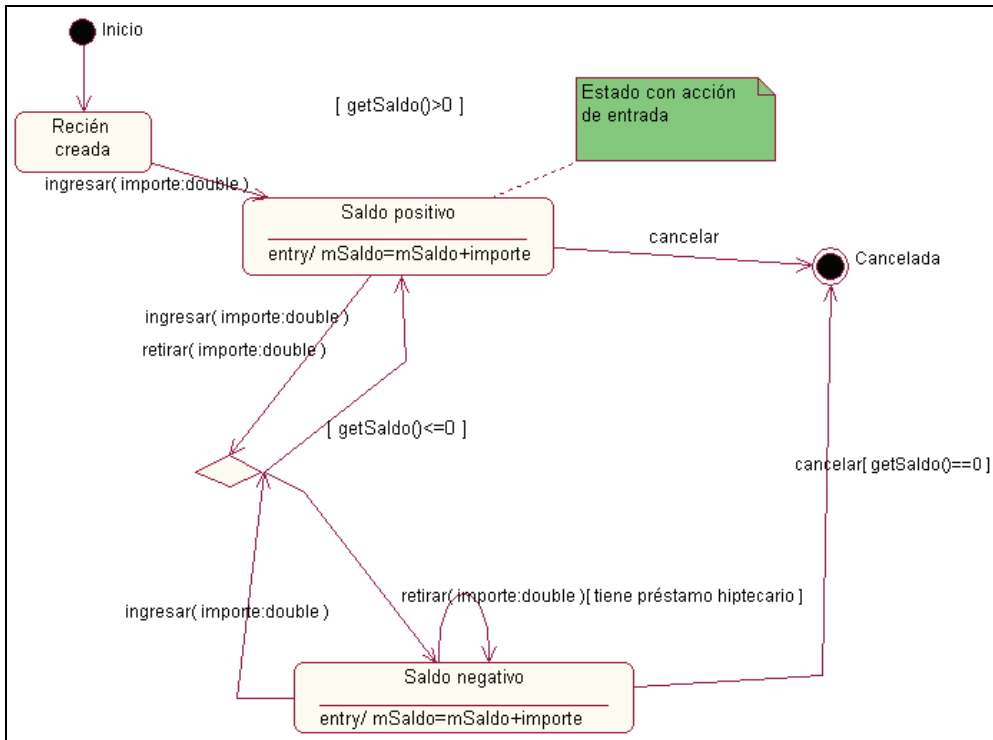 Inicio
[ getSaldo()>0 ]
Estado con acción
de entrada
Recién
creada
ingresar( importe:double )
Saldo positivo
entry/ mSaldo=mSaldo+importe
cancelar
Cancelada
ingresar( importe:double )
retirar( importe:double )
[ getSaldo()<=0 ]
cancelar[ getSaldo()==0 ]
retirar( importe:double )[ tiene préstamo hiptecario ]
ingresar( importe:double )
Saldo negativo
entry/ mSaldo=mSaldo+importe